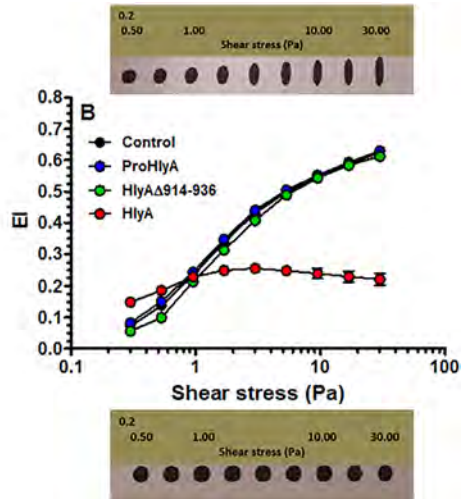 0.2
0.50 1.00 10.00 30.00
Shear stress (Pa)
B
Control
ProHlyA
HlyAΔ914-936
HlyA
0.8
0.7
0.6
0.5
0.4
0.3
0.2
0.1
0.0
EI
0.1 1 10 100
Shear stress (Pa)
0.2
0.50 1.00 10.00 30.00
Shear stress (Pa)